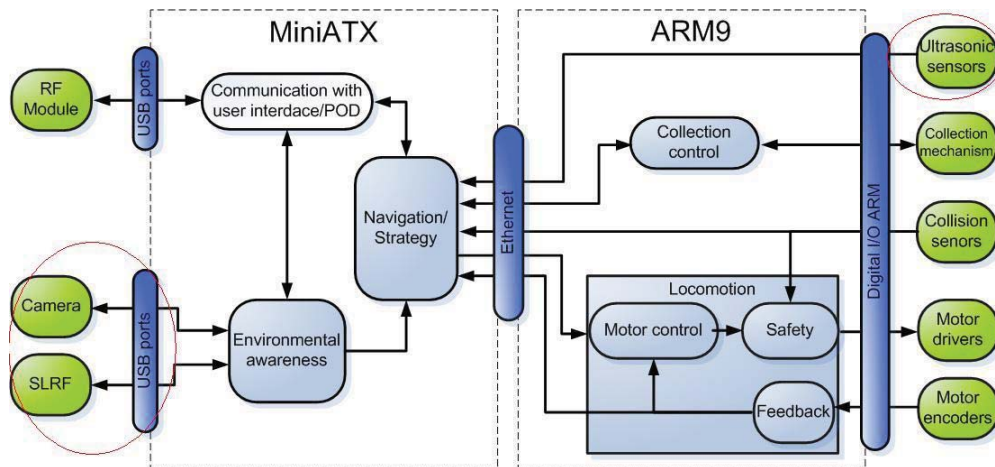 MiniATX
ARM9
RF
Module
USB ports
Communication with
user interdace/POD
Navigation/
Strategy
Ethernet
Collection
control
Digital I/O ARM
Ultrasonic
sensors
Collection
mechanism
Collision
senors
Camera
SLRF
USB ports
Environmental
awareness
Locomotion
Motor control
Safety
Feedback
Motor
drivers
Motor
encoders